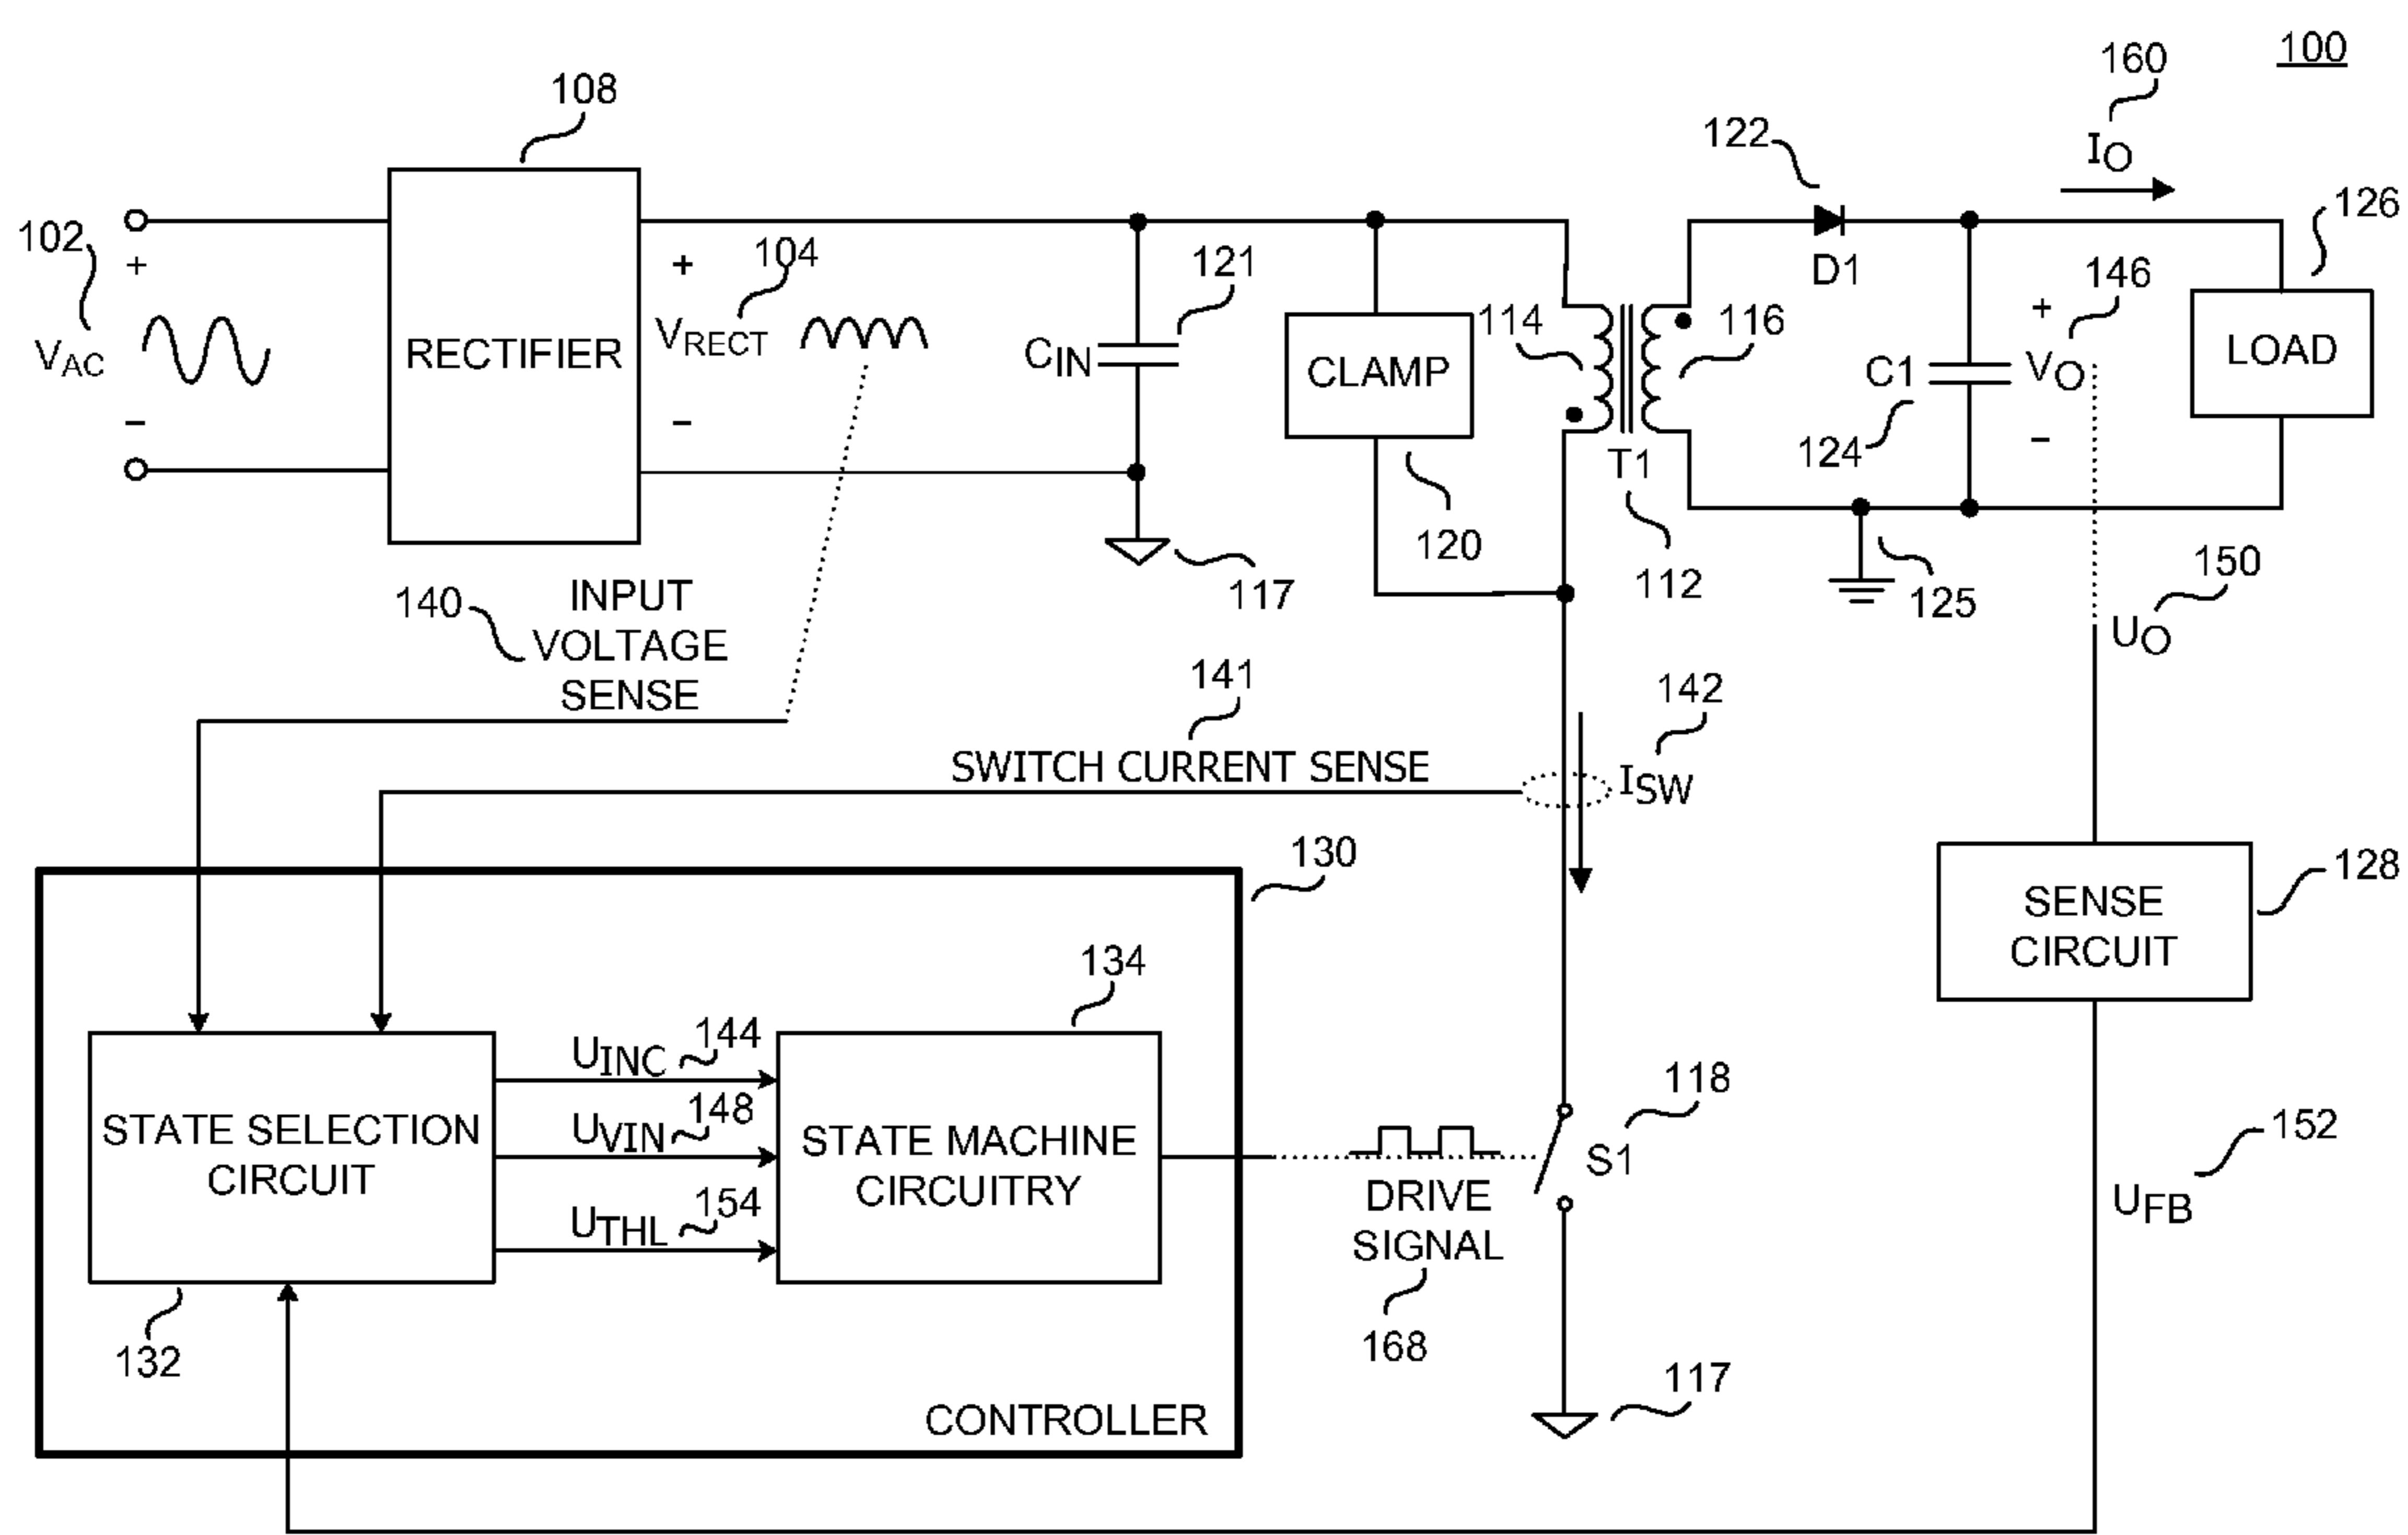 100
160
108
122
IO
126
102
+
104
+
121
D1
146
+
VAC
RECTIFIER
VRECT
CIN
CLAMP
114
116
C1
VO
LOAD
−
−
124
−
T1
120
112
117
125
150
UO
140
INPUT
VOLTAGE
SENSE
141
142
SWITCH CURRENT SENSE
ISW
130
128
SENSE
CIRCUIT
134
UINC
144
118
STATE SELECTION
CIRCUIT
UVIN
148
STATE MACHINE
CIRCUITRY
S1
152
DRIVE
SIGNAL
UTHL
154
UFB
132
168
117
CONTROLLER